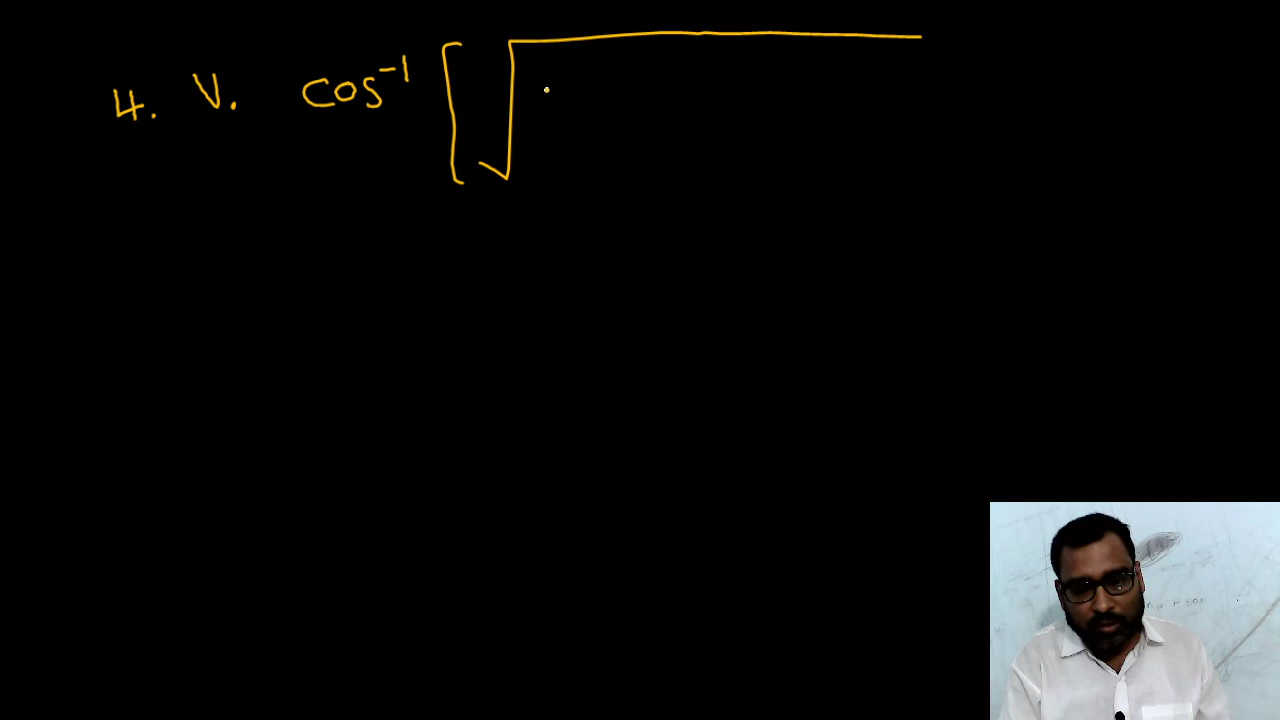 4. V. cos⁻¹ [ √